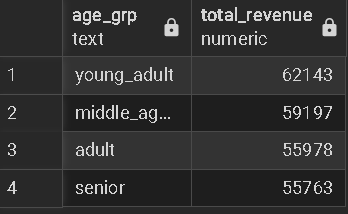 age_grp total_revenue
text numeric
1 young_adult 62143
2 middle_ag... 59197
3 adult 55978
4 senior 55763